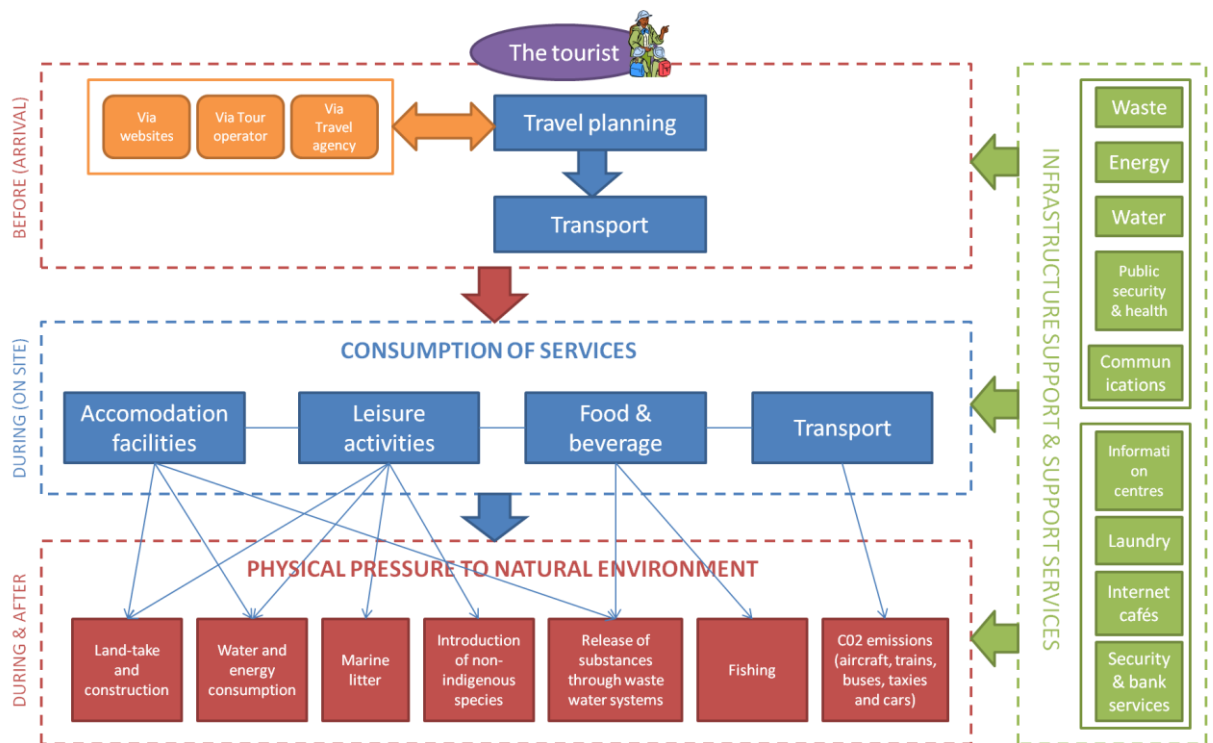 The tourist
BEFORE (ARRIVAL)
Via
websites
Via Tour
operator
Via
Travel
agency
Travel planning
Transport
DURING (ON SITE)
CONSUMPTION OF SERVICES
Accomodation
facilities
Leisure
activities
Food &
beverage
Transport
DURING & AFTER
PHYSICAL PRESSURE TO NATURAL ENVIRONMENT
Land-take
and
construction
Water and
energy
consumption
Marine
litter
Introduction
of non-
indigenous
species
Release of
substances
through waste
water systems
Fishing
C02 emissions
(aircraft, trains,
buses, taxies
and cars)
INFRASTRUCTURE SUPPORT & SUPPORT SERVICES
Waste
Energy
Water
Public
security
& health
Commun
ications
Informati
on
centres
Laundry
Internet
cafés
Security
& bank
services